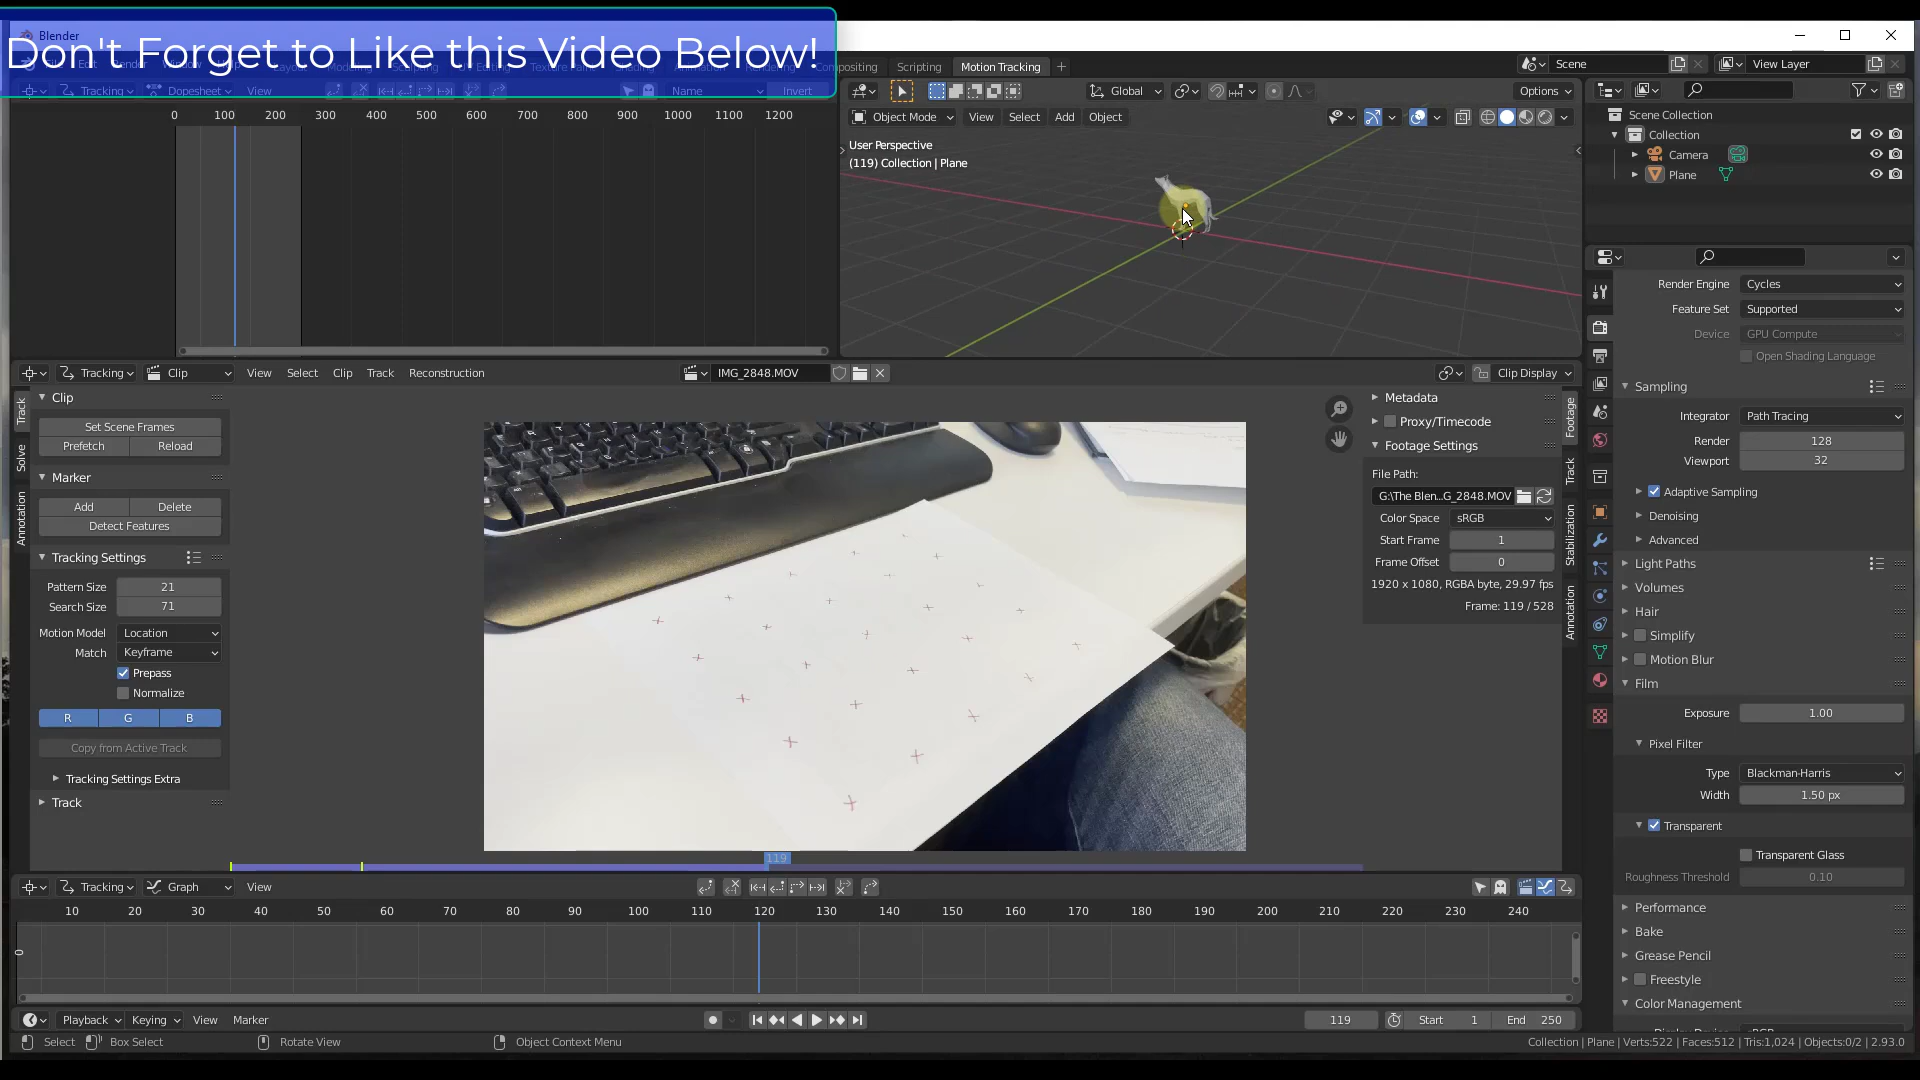 Blender
Don't Forget to Like this Video Below!
Compositing Scripting Motion Tracking +
Scene
View Layer
Tracking Dopesheet View
Name Invert
0 100 200 300 400 500 600 700 800 900 1000 1100 1200
Global
Options
Object Mode View Select Add Object
User Perspective
(119) Collection | Plane
Scene Collection
Collection
Camera
Plane
Render Engine Cycles
Feature Set Supported
Device GPU Compute
Open Shading Language
Sampling
Integrator Path Tracing
Render 128
Viewport 32
Adaptive Sampling
Denoising
Advanced
Light Paths
Volumes
Hair
Simplify
Motion Blur
Film
Exposure 1.00
Pixel Filter
Type Blackman-Harris
Width 1.50 px
Transparent
Transparent Glass
Roughness Threshold 0.10
Performance
Bake
Grease Pencil
Freestyle
Color Management
Tracking Clip View Select Clip Track Reconstruction
IMG_2848.MOV
Clip Display
Track
Solve
Annotation
Clip
Set Scene Frames
Prefetch Reload
Marker
Add Delete
Detect Features
Tracking Settings
Pattern Size 21
Search Size 71
Motion Model Location
Match Keyframe
Prepass
Normalize
R G B
Copy from Active Track
Tracking Settings Extra
Track
Metadata
Proxy/Timecode
Footage Settings
File Path:
G:\The Blen...G_2848.MOV
Color Space sRGB
Start Frame 1
Frame Offset 0
1920 x 1080, RGBA byte, 29.97 fps
Frame: 119 / 528
Footage
Track
Stabilization
Annotation
119
Tracking Graph View
10 20 30 40 50 60 70 80 90 100 110 120 130 140 150 160 170 180 190 200 210 220 230 240
0
Playback Keying View Marker
119 Start 1 End 250
Select Box Select Rotate View Object Context Menu
Collection | Plane | Verts:522 | Faces:512 | Tris:1,024 | Objects:0/2 | 2.93.0